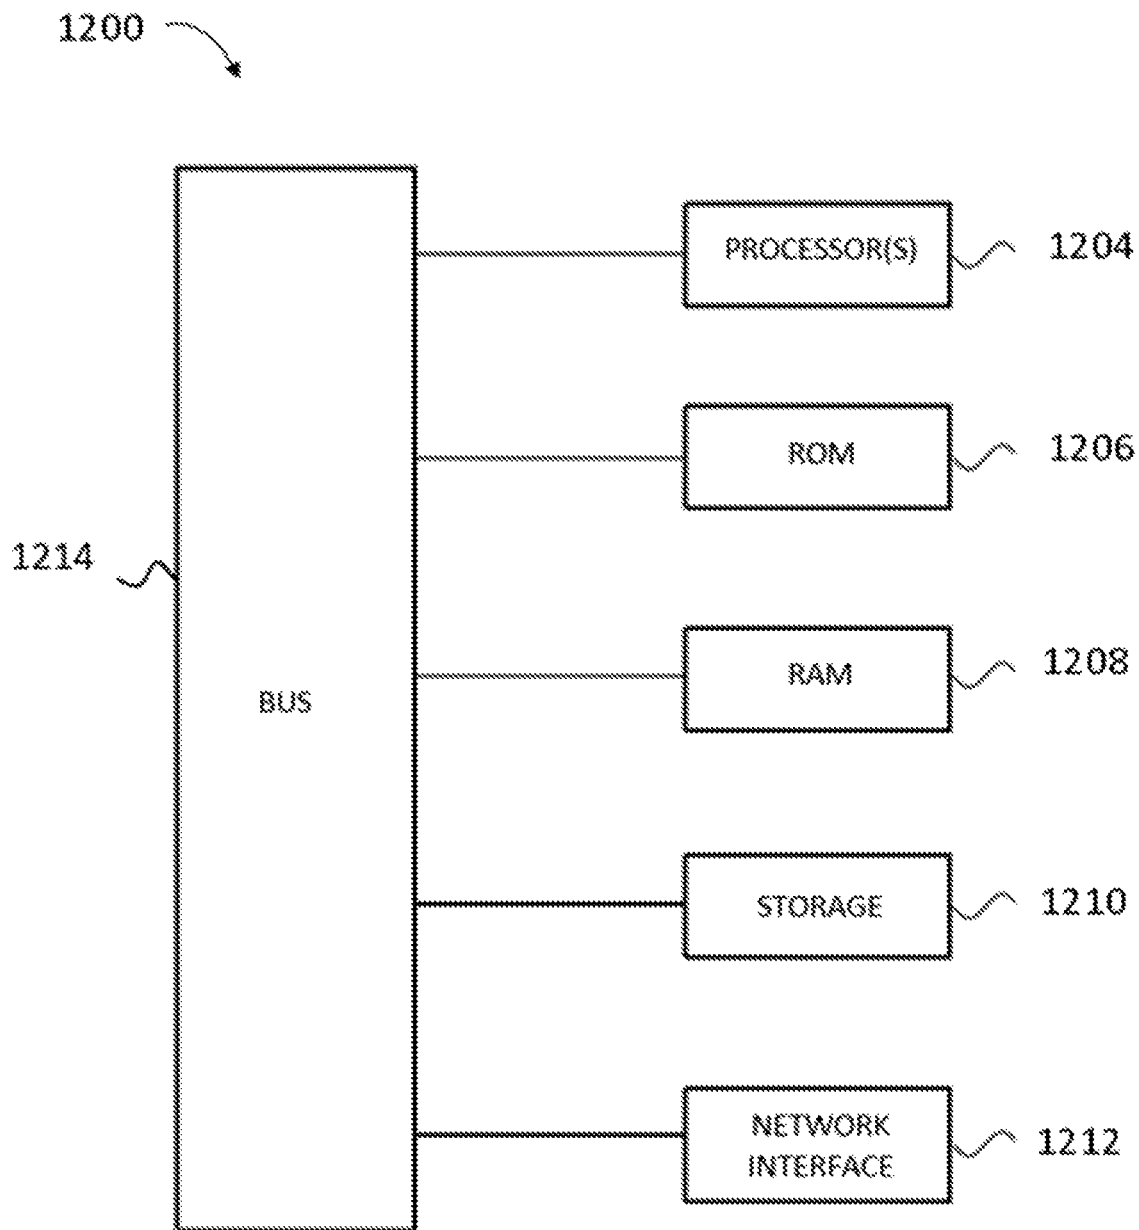 1200
PROCESSOR(S)
1204
ROM
1206
1214
RAM
1208
BUS
STORAGE
1210
NETWORK
INTERFACE
1212